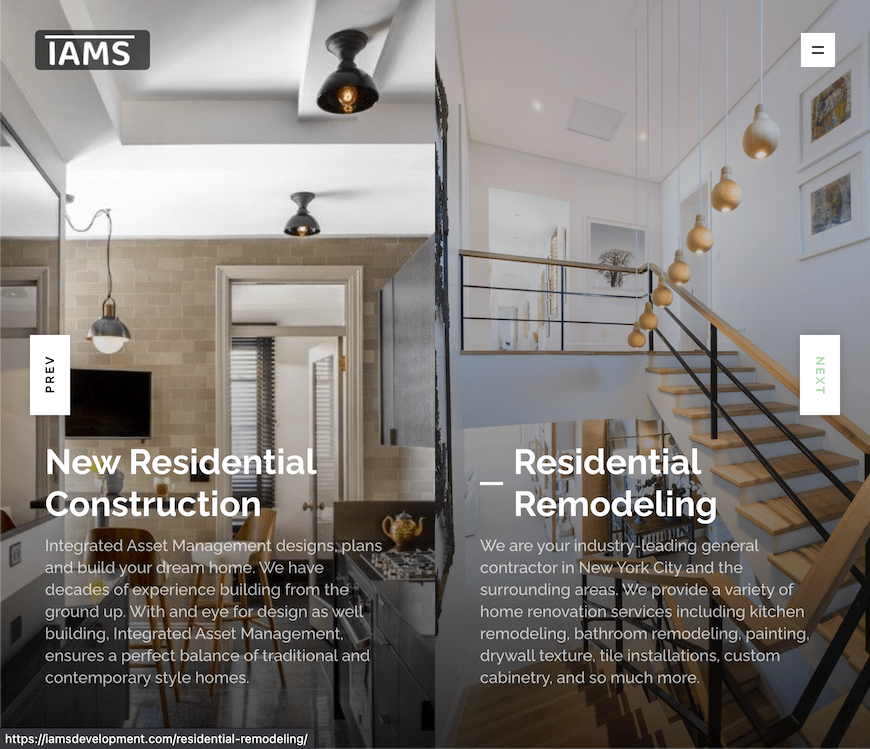 IAMS
PREV
NEXT
New Residential
Construction
Integrated Asset Management designs, plans
and build your dream home. We have
decades of experience building from the
ground up. With and eye for design as well
building, Integrated Asset Management,
ensures a perfect balance of traditional and
contemporary style homes.
Residential
Remodeling
We are your industry-leading general
contractor in New York City and the
surrounding areas. We provide a variety of
home renovation services including kitchen
remodeling, bathroom remodeling, painting,
drywall texture, tile installations, custom
cabinetry, and so much more.
https://iamsdevelopment.com/residential-remodeling/